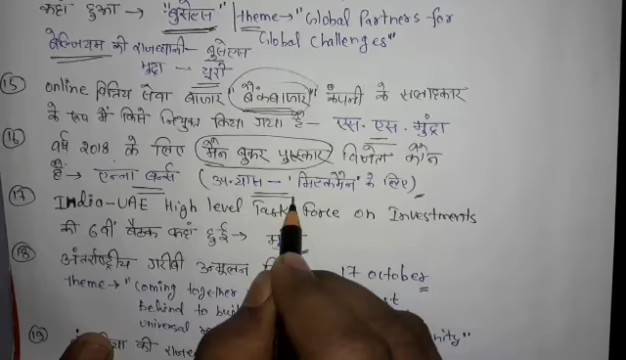 कहां हुआ → "ब्रुसेल्स" | theme → "Global Partners for
बेल्जियम की राजधानी - ब्रुसेल्स Global Challenges"
मुद्रा - यूरो
(15) online वित्तिय सेवा बाजार "बैंकबाजार" कंपनी के सलाहकार
के रूप में किसे नियुक्त किया गया है - एस. एस. मुंद्रा
(16) वर्ष 2018 के लिए मैन बुकर पुरस्कार विजेता कौन
है → एन्ना बर्न्स (उपन्यास - 'मिल्कमैन' के लिए)
(17) India-UAE High level Task Force on Investments
की 6वीं बैठक कहां हुई →
(18) अंतर्राष्ट्रीय गरीबी उन्मूलन 17 october
theme → "Coming together
behind to
universal
(19) की